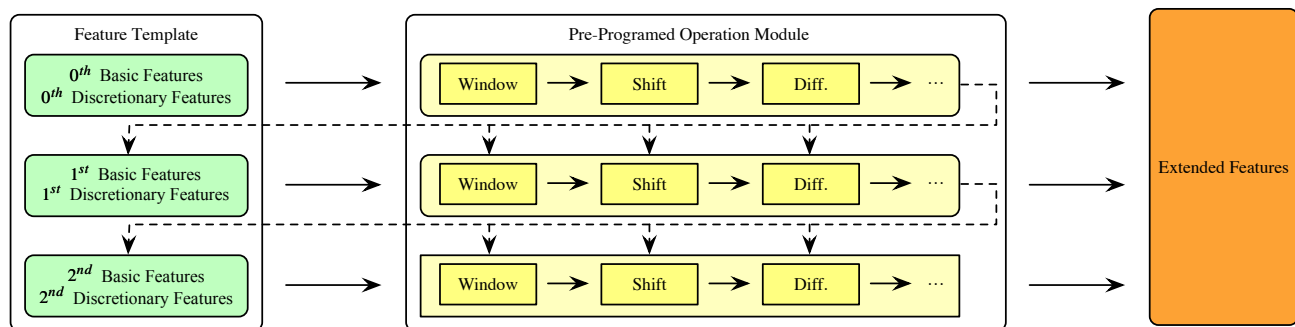 Feature Template
Pre-Programed Operation Module
0th Basic Features
0th Discretionary Features
Window
Shift
Diff.
...
1st Basic Features
1st Discretionary Features
Window
Shift
Diff.
...
Extended Features
2nd Basic Features
2nd Discretionary Features
Window
Shift
Diff.
...